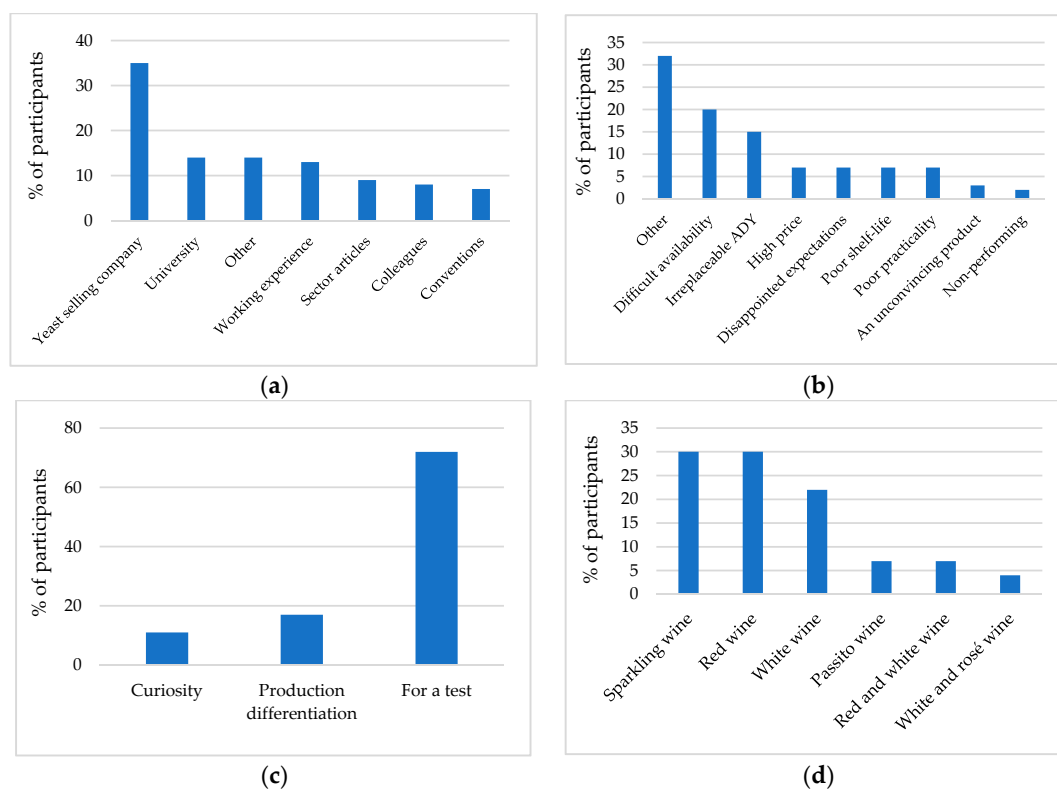 % of participants
40
30
20
10
0
Yeast selling company
University
Other
Working experience
Sector articles
Colleagues
Conventions
(a)
% of participants
35
30
25
20
15
10
5
0
Other
Difficult availability
Irreplaceable ADY
High price
Disappointed expectations
Poor shelf-life
Poor practicality
An unconvincing product
Non-performing
(b)
% of participants
80
60
40
20
0
Curiosity
Production
differentiation
For a test
(c)
% of participants
35
30
25
20
15
10
5
0
Sparkling wine
Red wine
White wine
Passito wine
Red and white wine
White and rosé wine
(d)